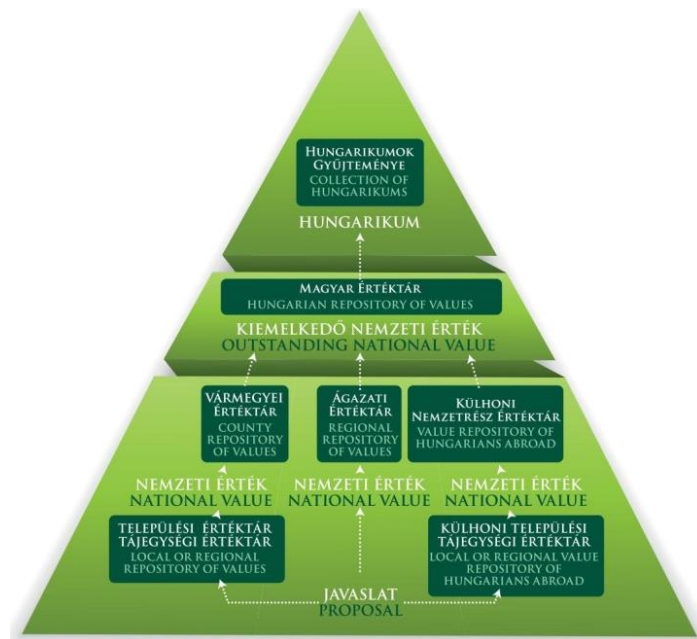 HUNGARIKUMOK
GYŰJTEMÉNYE
COLLECTION OF
HUNGARIKUMS
HUNGARIKUM
MAGYAR ÉRTÉKTÁR
HUNGARIAN REPOSITORY OF VALUES
KIEMELKEDŐ NEMZETI ÉRTÉK
OUTSTANDING NATIONAL VALUE
VÁRMEGYEI
ÉRTÉKTÁR
COUNTY
REPOSITORY
OF VALUES
ÁGAZATI
ÉRTÉKTÁR
REGIONAL
REPOSITORY
OF VALUES
KÜLHONI
NEMZETRÉSZ ÉRTÉKTÁR
VALUE REPOSITORY OF
HUNGARIANS ABROAD
NEMZETI ÉRTÉK
NATIONAL VALUE
NEMZETI ÉRTÉK
NATIONAL VALUE
NEMZETI ÉRTÉK
NATIONAL VALUE
TELEPÜLÉSI ÉRTÉKTÁR
TÁJEGYSÉGI ÉRTÉKTÁR
LOCAL OR REGIONAL
REPOSITORY OF VALUES
KÜLHONI TELEPÜLÉSI
TÁJEGYSÉGI ÉRTÉKTÁR
LOCAL OR REGIONAL VALUE
REPOSITORY OF
HUNGARIANS ABROAD
JAVASLAT
PROPOSAL